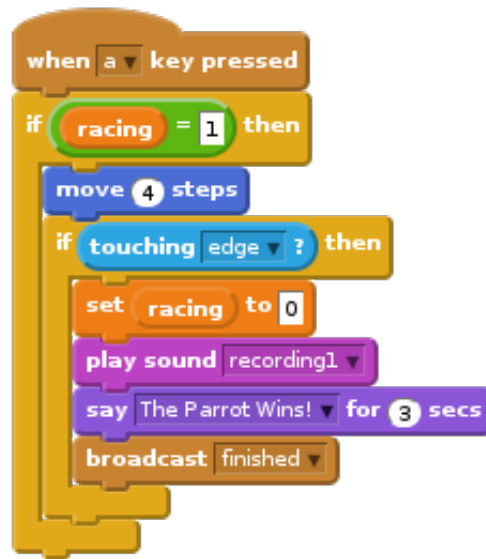 when a key pressed
if racing = 1 then
move 4 steps
if touching edge ? then
set racing to 0
play sound recording1
say The Parrot Wins! for 3 secs
broadcast finished